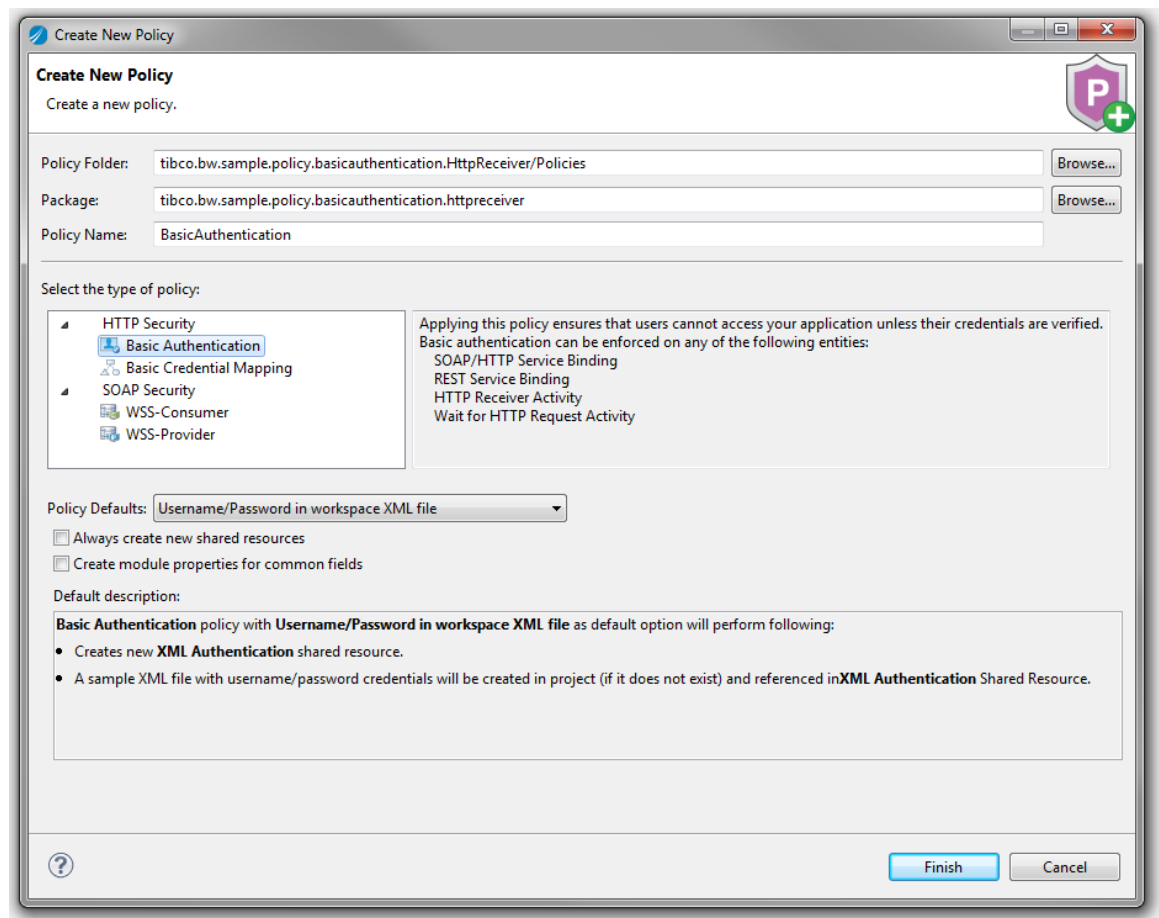 Create New Policy
Create New Policy
Create a new policy.
P
Policy Folder: tibco.bw.sample.policy.basicauthentication.HttpReceiver/Policies Browse...
Package: tibco.bw.sample.policy.basicauthentication.httpreceiver Browse...
Policy Name: BasicAuthentication
Select the type of policy:
HTTP Security
Basic Authentication
Basic Credential Mapping
SOAP Security
WSS-Consumer
WSS-Provider
Applying this policy ensures that users cannot access your application unless their credentials are verified.
Basic authentication can be enforced on any of the following entities:
SOAP/HTTP Service Binding
REST Service Binding
HTTP Receiver Activity
Wait for HTTP Request Activity
Policy Defaults: Username/Password in workspace XML file
Always create new shared resources
Create module properties for common fields
Default description:
Basic Authentication policy with Username/Password in workspace XML file as default option will perform following:
• Creates new XML Authentication shared resource.
• A sample XML file with username/password credentials will be created in project (if it does not exist) and referenced inXML Authentication Shared Resource.
?
Finish Cancel